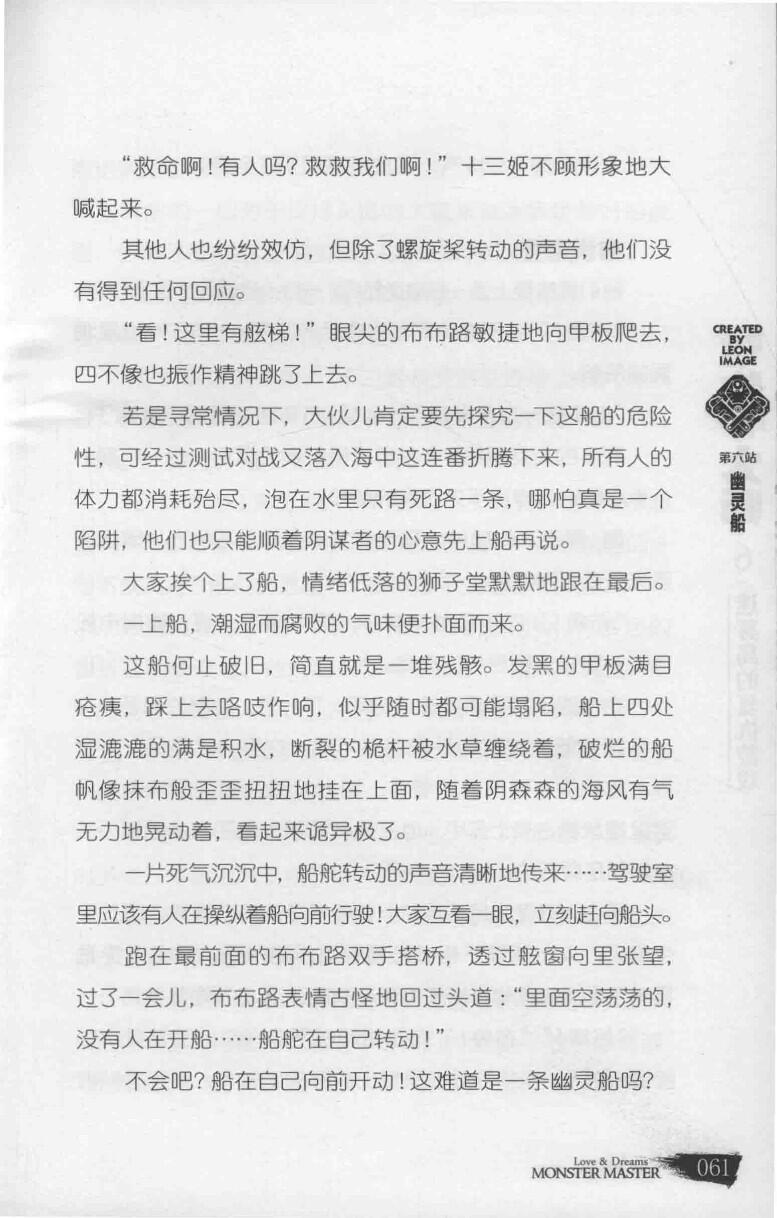 “救命啊！有人吗？救救我们啊！”十三姬不顾形象地大
喊起来。
其他人也纷纷效仿，但除了螺旋桨转动的声音，他们没
有得到任何回应。
“看！这里有舷梯！”眼尖的布布路敏捷地向甲板爬去，
四不像也振作精神跳了上去。
若是寻常情况下，大伙儿肯定要先探究一下这船的危险
性，可经过测试对战又落入海中这连番折腾下来，所有人的
体力都消耗殆尽，泡在水里只有死路一条，哪怕真是一个
陷阱，他们也只能顺着阴谋者的心意先上船再说。
大家挨个上了船，情绪低落的狮子堂默默地跟在最后。
一上船，潮湿而腐败的气味便扑面而来。
这船何止破旧，简直就是一堆残骸。发黑的甲板满目
疮痍，踩上去咯吱作响，似乎随时都可能塌陷，船上四处
湿漉漉的满是积水，断裂的桅杆被水草缠绕着，破烂的船
帆像抹布般歪歪扭扭地挂在上面，随着阴森森的海风有气
无力地晃动着，看起来诡异极了。
一片死气沉沉中，船舵转动的声音清晰地传来……驾驶室
里应该有人在操纵着船向前行驶！大家互看一眼，立刻赶向船头。
跑在最前面的布布路双手搭桥，透过舷窗向里张望，
过了一会儿，布布路表情古怪地回过头道：“里面空荡荡的，
没有人在开船……船舵在自己转动！”
不会吧？船在自己向前开动！这难道是一条幽灵船吗？
CREATED
BY
LEON
IMAGE
第六站
幽灵船
Love & Dreams
MONSTER MASTER
061